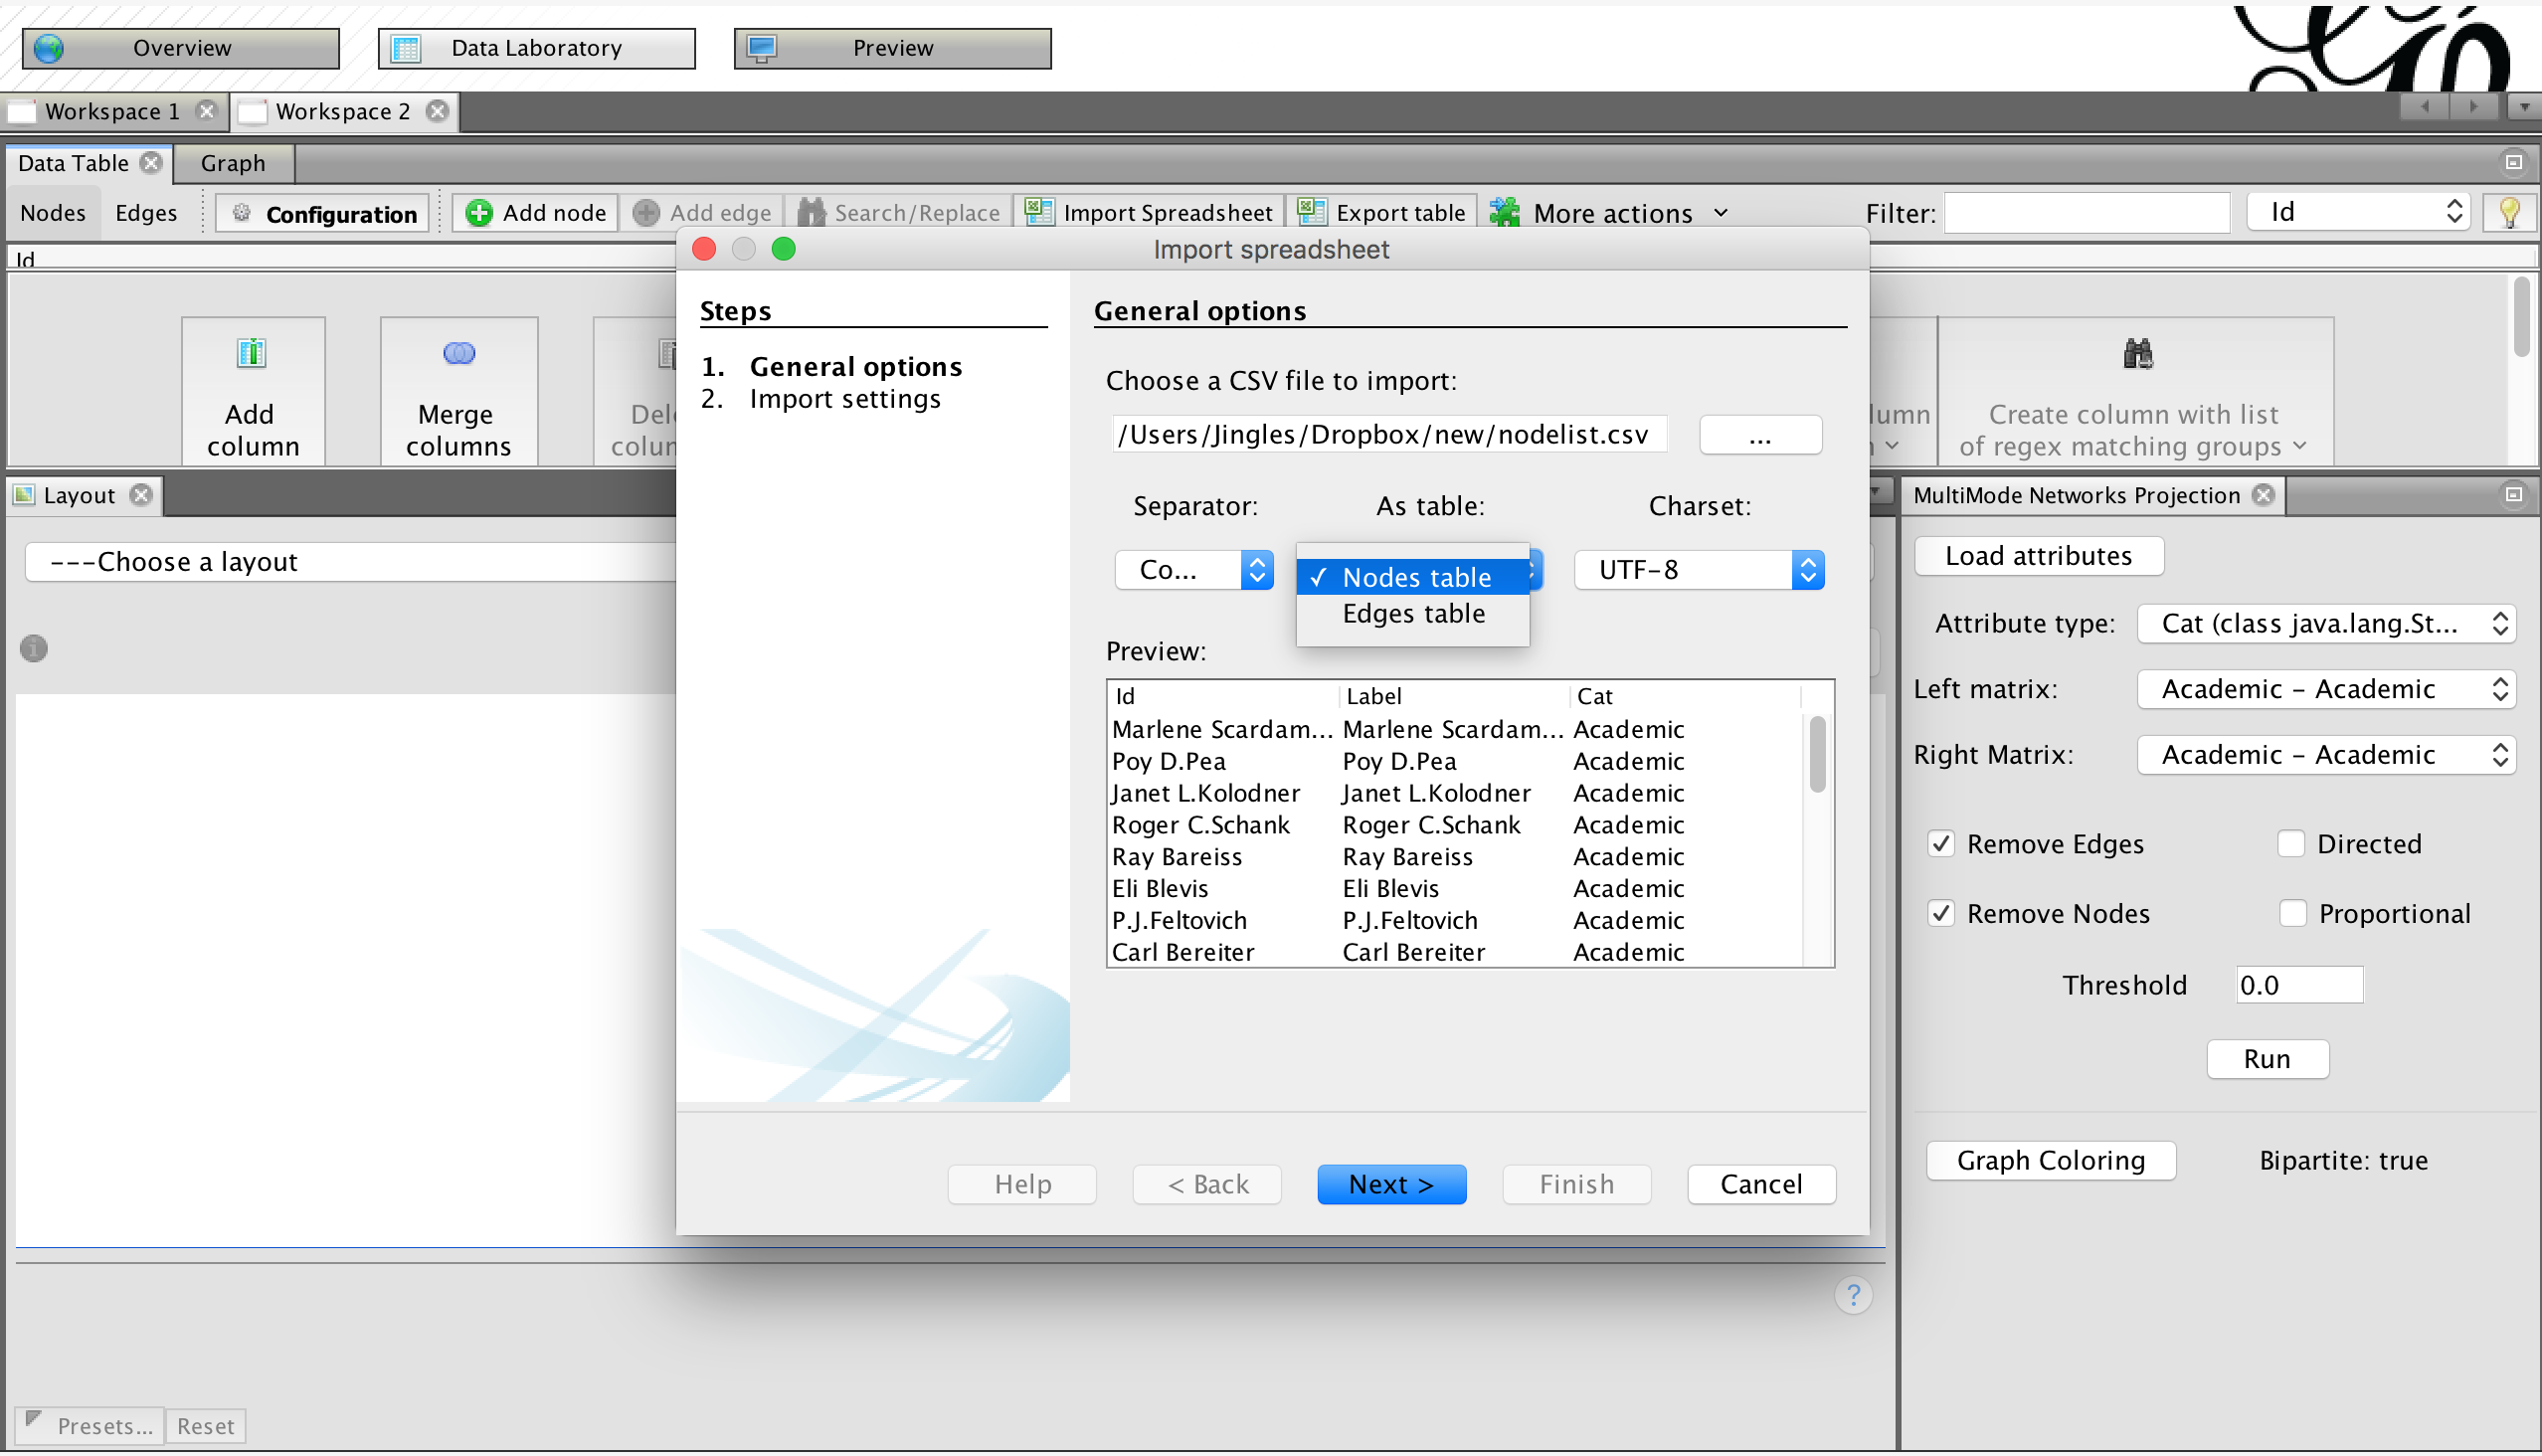 Overview
Data Laboratory
Preview
Workspace 1
Workspace 2
Data Table
Graph
Nodes
Edges
Configuration
Add node
Add edge
Search/Replace
Import Spreadsheet
Export table
More actions
Filter:
Id
Id
Add
column
Merge
columns
Create column with list
of regex matching groups
Layout
---Choose a layout
Presets...
Reset
Import spreadsheet
Steps
1. General options
2. Import settings
General options
Choose a CSV file to import:
/Users/Jingles/Dropbox/new/nodelist.csv
...
Separator:
As table:
Charset:
Co...
Nodes table
Edges table
UTF-8
Preview:
Id Label Cat
Marlene Scardam... Marlene Scardam... Academic
Poy D.Pea Poy D.Pea Academic
Janet L.Kolodner Janet L.Kolodner Academic
Roger C.Schank Roger C.Schank Academic
Ray Bareiss Ray Bareiss Academic
Eli Blevis Eli Blevis Academic
P.J.Feltovich P.J.Feltovich Academic
Carl Bereiter Carl Bereiter Academic
Help
< Back
Next >
Finish
Cancel
?
MultiMode Networks Projection
Load attributes
Attribute type: Cat (class java.lang.St...
Left matrix: Academic - Academic
Right Matrix: Academic - Academic
Remove Edges
Directed
Remove Nodes
Proportional
Threshold 0.0
Run
Graph Coloring
Bipartite: true